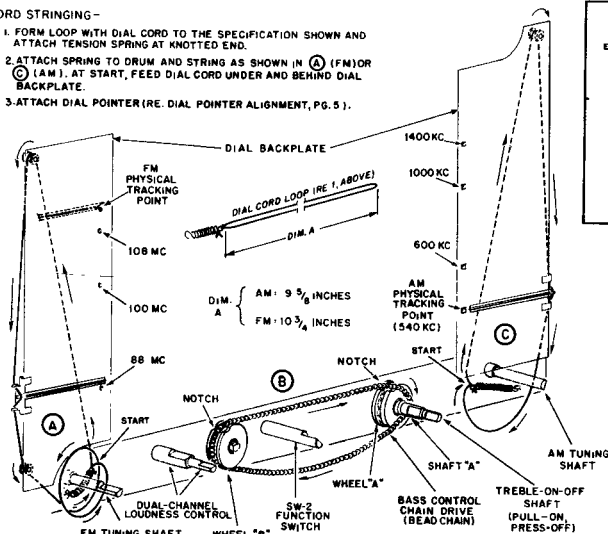 ORD STRINGING-
1. FORM LOOP WITH DIAL CORD TO THE SPECIFICATION SHOWN AND
ATTACH TENSION SPRING AT KNOTTED END.
2. ATTACH SPRING TO DRUM AND STRING AS SHOWN IN (A) (FM) OR
(C) (AM). AT START, FEED DIAL CORD UNDER AND BEHIND DIAL
BACKPLATE.
3-ATTACH DIAL POINTER (RE. DIAL POINTER ALIGNMENT, PG. 5).
DIAL BACKPLATE
FM
PHYSICAL
TRACKING
POINT
108 MC
100 MC
88 MC
DIAL CORD LOOP (RE 1, ABOVE)
DIM. A
DIM.
A
AM: 9 5/8 INCHES
FM: 10 3/4 INCHES
1400 KC
1000 KC
600 KC
AM
PHYSICAL
TRACKING
POINT
(540 KC)
C
START
AM TUNING
SHAFT
A
START
FM TUNING SHAFT
B
NOTCH
NOTCH
DUAL-CHANNEL
LOUDNESS CONTROL
WHEEL "B"
SW-2
FUNCTION
SWITCH
WHEEL "A"
SHAFT "A"
BASS CONTROL
CHAIN DRIVE
(BEAD CHAIN)
TREBLE-ON-OFF
SHAFT
(PULL-ON,
PRESS-OFF)